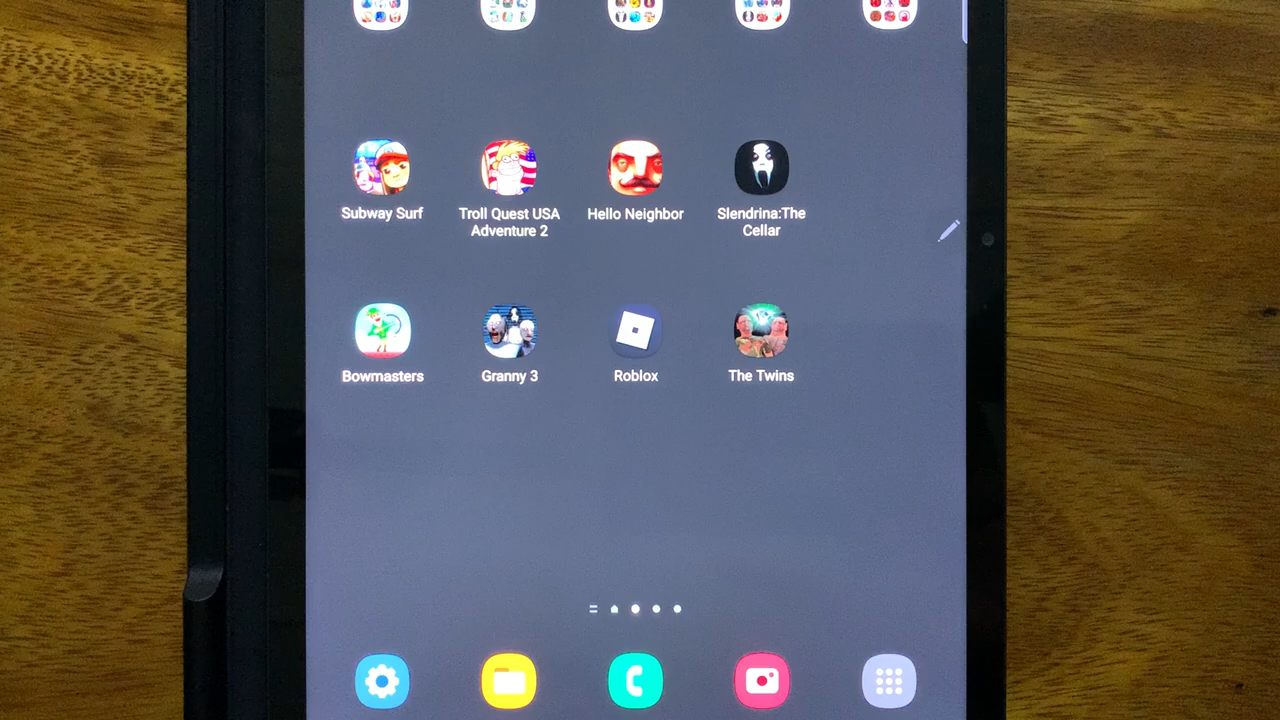 Subway Surf
Troll Quest USA
Adventure 2
Hello Neighbor
Slendrina:The
Cellar
Bowmasters
Granny 3
Roblox
The Twins